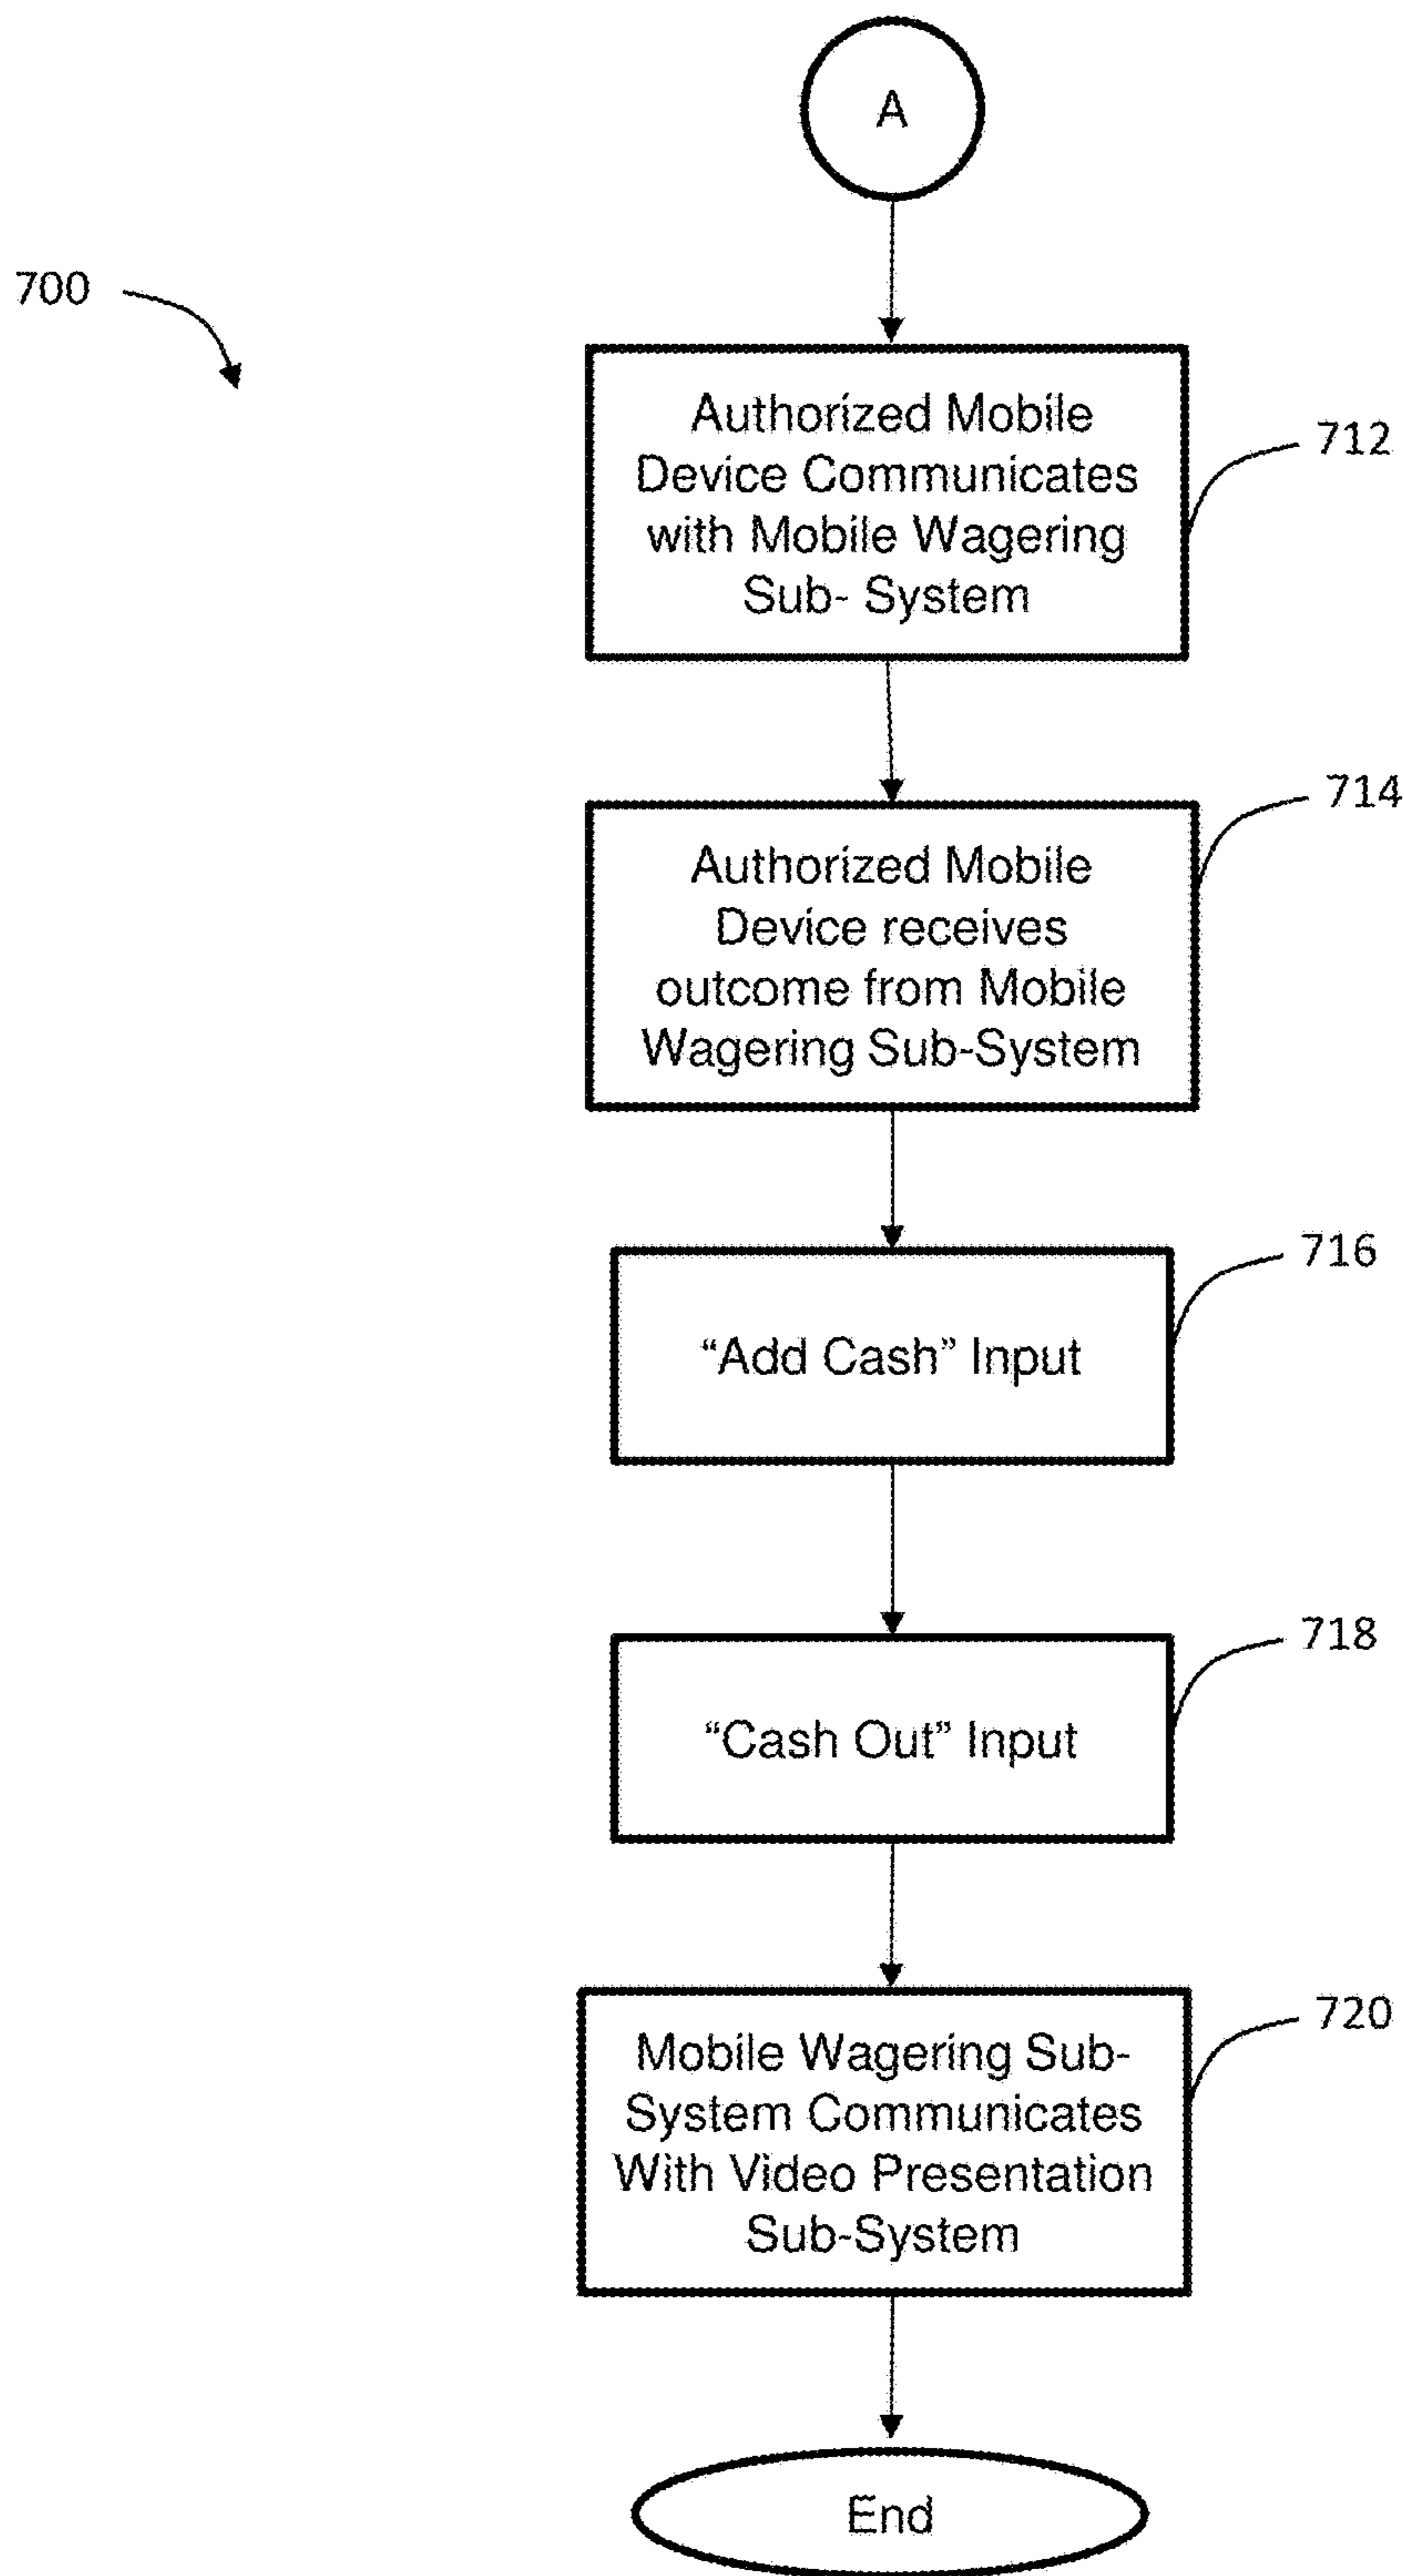 A
700
Authorized Mobile
Device Communicates
with Mobile Wagering
Sub- System
712
714
Authorized Mobile
Device receives
outcome from Mobile
Wagering Sub-System
716
“Add Cash” Input
718
“Cash Out” Input
720
Mobile Wagering Sub-
System Communicates
With Video Presentation
Sub-System
End